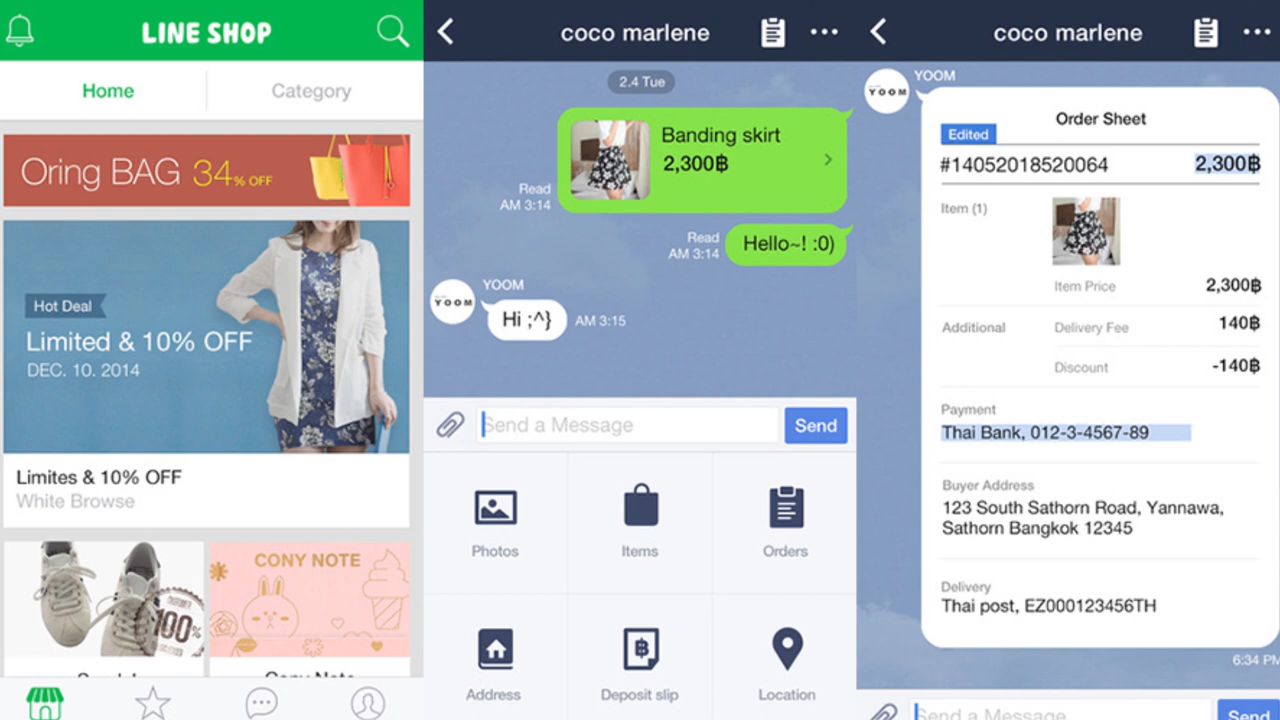 LINE SHOP
Home
Category
Oring BAG 34% OFF
Hot Deal
Limited & 10% OFF
DEC. 10. 2014
Limites & 10% OFF
White Browse
100%
CONY NOTE
coco marlene
2.4 Tue
Banding skirt
2,300฿
Read
AM 3:14
Read
AM 3:14
Hello~! :0)
YOOM
YOOM
Hi ;^}
AM 3:15
Send a Message
Send
Photos
Items
Orders
Address
Deposit slip
Location
coco marlene
YOOM
YOOM
Order Sheet
Edited
#14052018520064
2,300฿
Item (1)
Item Price
2,300฿
Additional
Delivery Fee
140฿
Discount
-140฿
Payment
Thai Bank, 012-3-4567-89
Buyer Address
123 South Sathorn Road, Yannawa,
Sathorn Bangkok 12345
Delivery
Thai post, EZ000123456TH
6:34 PM
Send a Message
Send